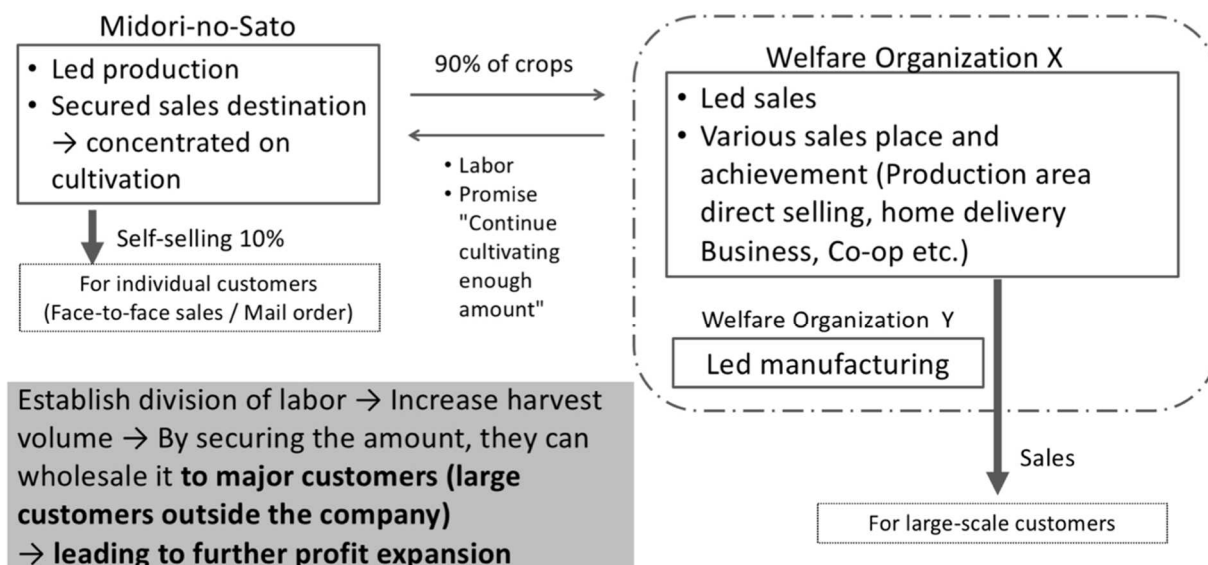 Midori-no-Sato
• Led production
• Secured sales destination
→ concentrated on
cultivation
Self-selling 10%
For individual customers
(Face-to-face sales / Mail order)
90% of crops
• Labor
• Promise
"Continue
cultivating
enough
amount"
Welfare Organization X
• Led sales
• Various sales place and
achievement (Production area
direct selling, home delivery
Business, Co-op etc.)
Welfare Organization Y
Led manufacturing
Sales
For large-scale customers
Establish division of labor → Increase harvest
volume → By securing the amount, they can
wholesale it to major customers (large
customers outside the company)
→ leading to further profit expansion